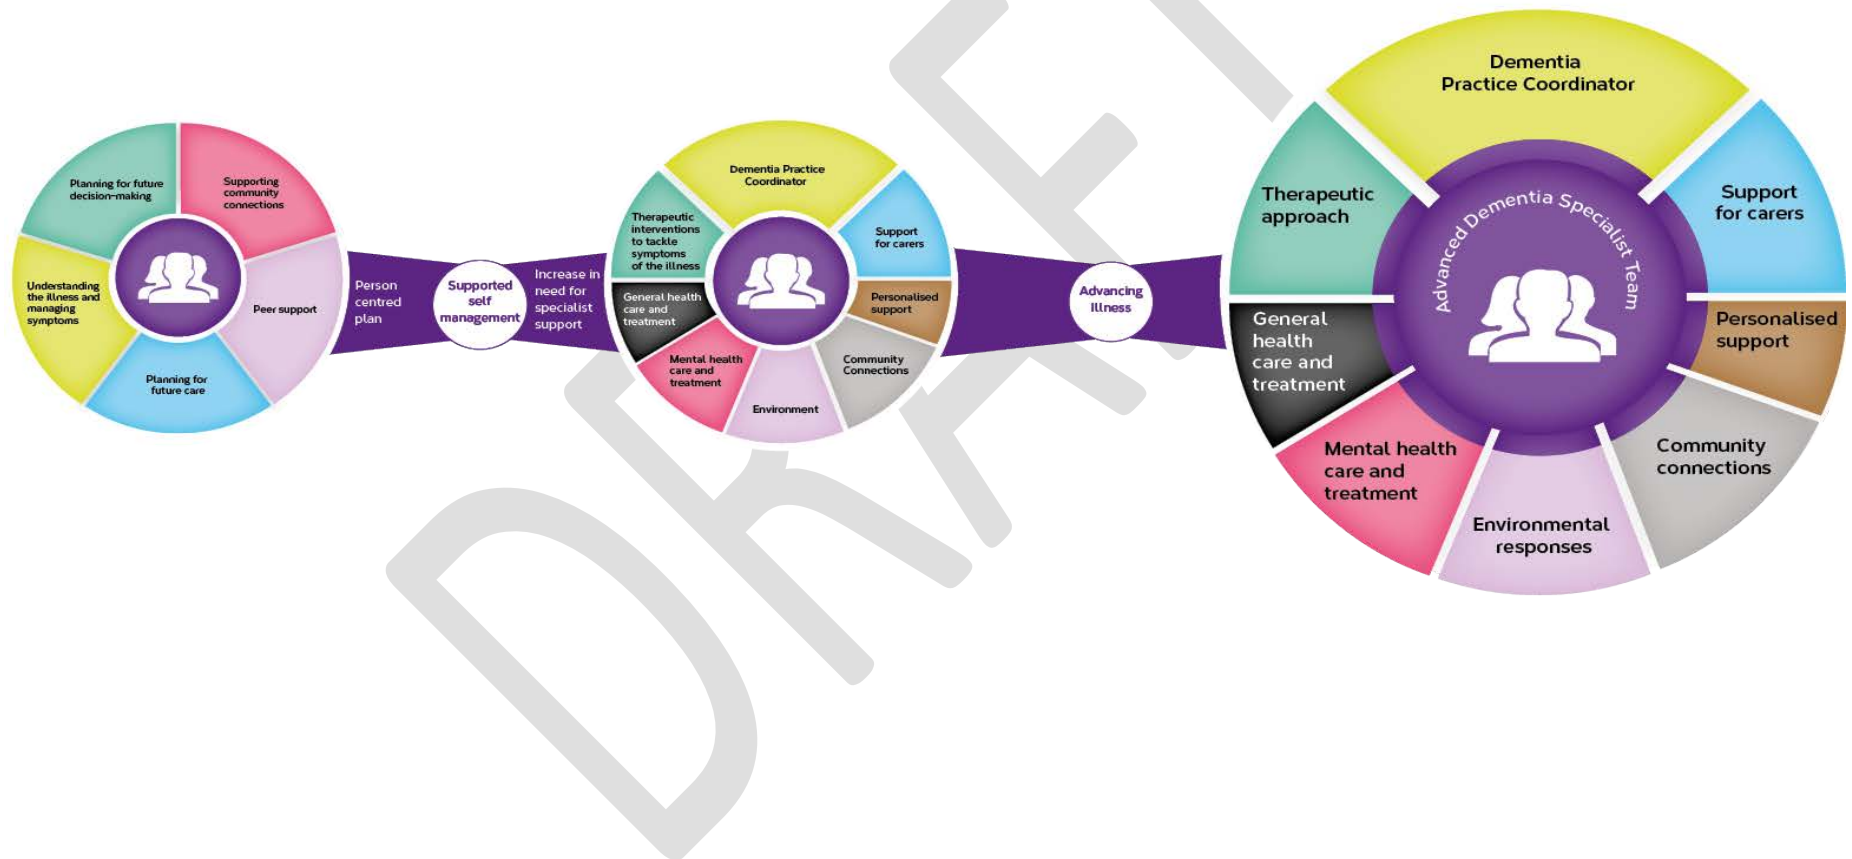 Planning for future
decision-making
Supporting
community
connections
Peer support
Planning for
future care
Understanding
the illness and
managing
symptoms
Person
centred
plan
Supported
self
management
Increase in
need for
specialist
support
Dementia Practice
Coordinator
Support
for carers
Personalised
support
Community
Connections
Environment
Mental health
care and
treatment
General health
care and
treatment
Therapeutic
interventions
to tackle
symptoms
of the illness
Advancing
Illness
Dementia
Practice Coordinator
Support
for carers
Personalised
support
Community
connections
Environmental
responses
Mental health
care and
treatment
General
health
care and
treatment
Therapeutic
approach
Advanced Dementia Specialist Team
DRAFT